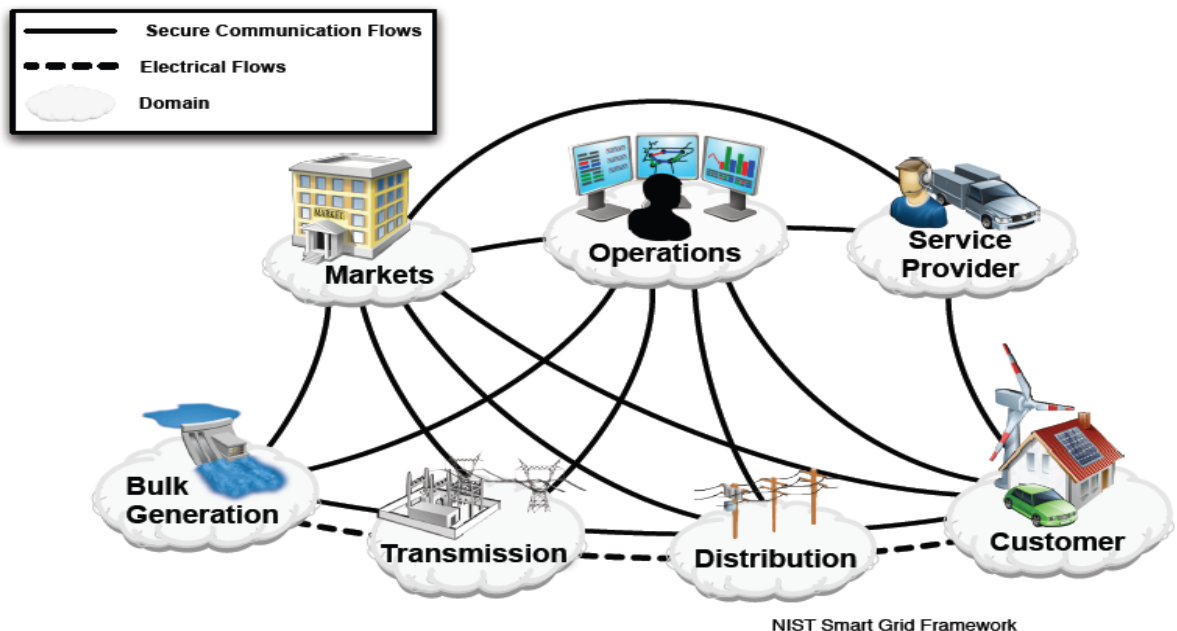 Secure Communication Flows
Electrical Flows
Domain
MARKET
Markets
Operations
Service
Provider
Bulk
Generation
Transmission
Distribution
Customer
NIST Smart Grid Framework